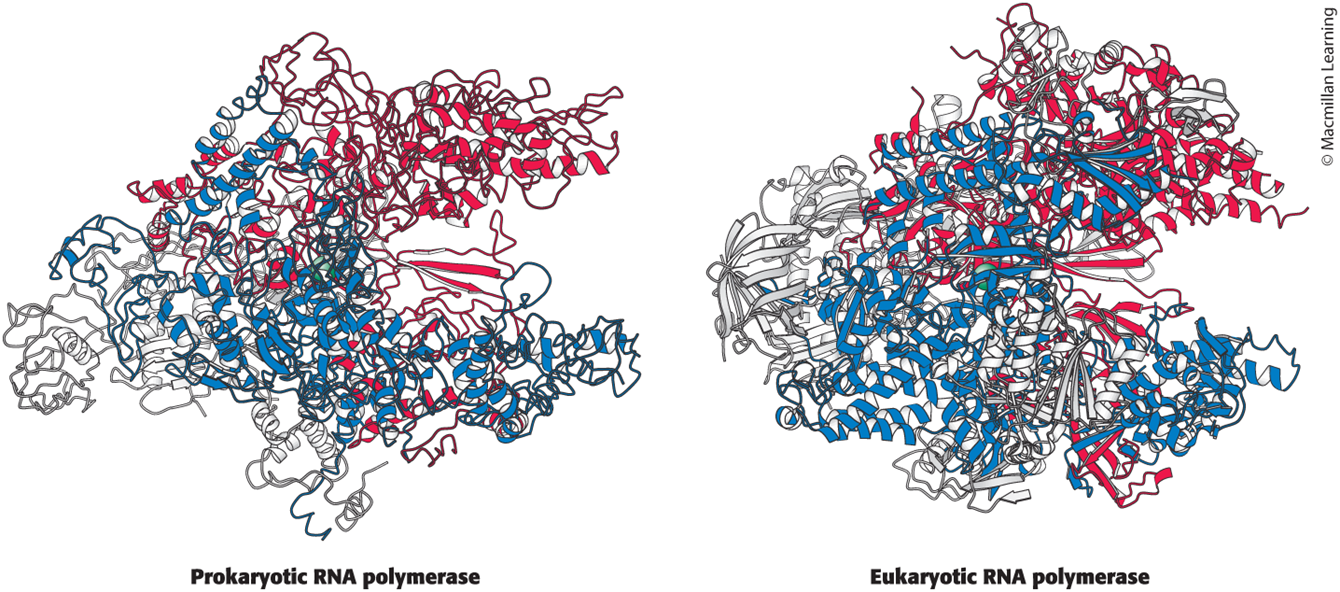 Prokaryotic RNA polymerase
Eukaryotic RNA polymerase
© Macmillan Learning